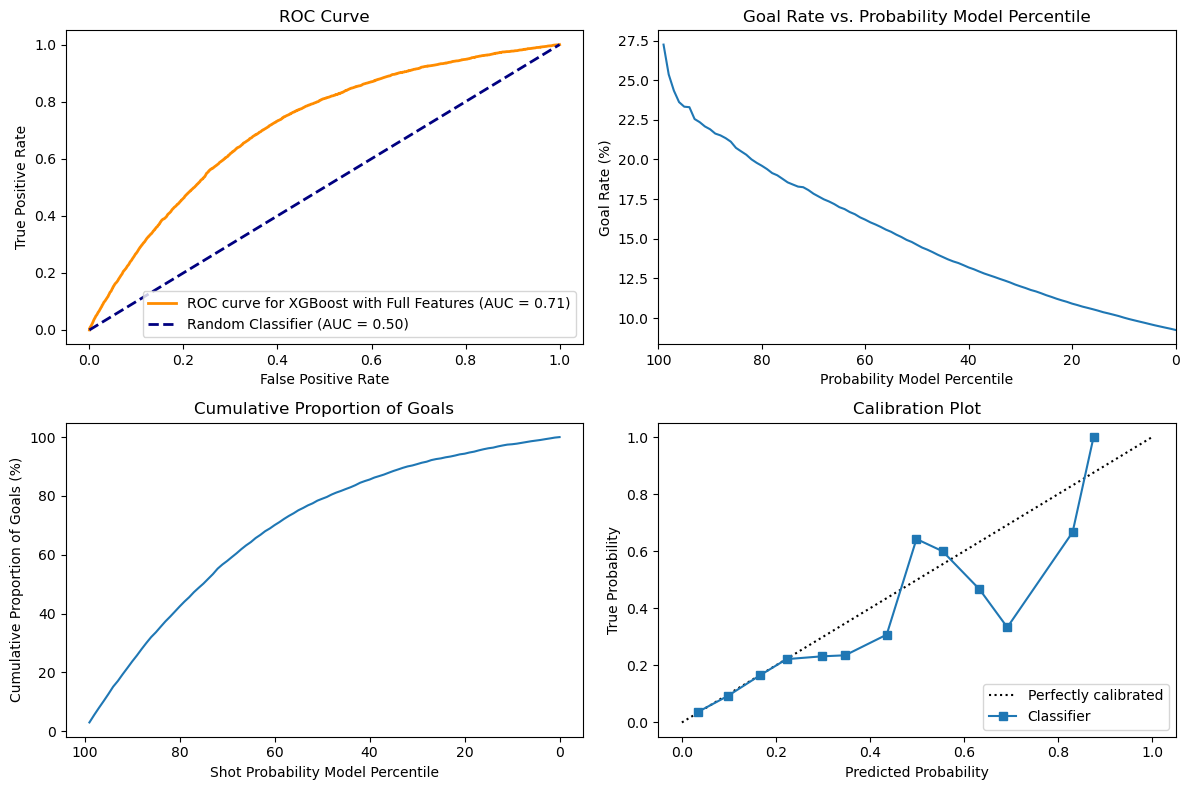 ROC Curve
True Positive Rate
1.0
0.8
0.6
0.4
0.2
0.0
ROC curve for XGBoost with Full Features (AUC = 0.71)
Random Classifier (AUC = 0.50)
0.0 0.2 0.4 0.6 0.8 1.0
False Positive Rate
Goal Rate vs. Probability Model Percentile
Goal Rate (%)
27.5
25.0
22.5
20.0
17.5
15.0
12.5
10.0
100 80 60 40 20 0
Probability Model Percentile
Cumulative Proportion of Goals
Cumulative Proportion of Goals (%)
100
80
60
40
20
0
100 80 60 40 20 0
Shot Probability Model Percentile
Calibration Plot
True Probability
1.0
0.8
0.6
0.4
0.2
0.0
Perfectly calibrated
Classifier
0.0 0.2 0.4 0.6 0.8 1.0
Predicted Probability